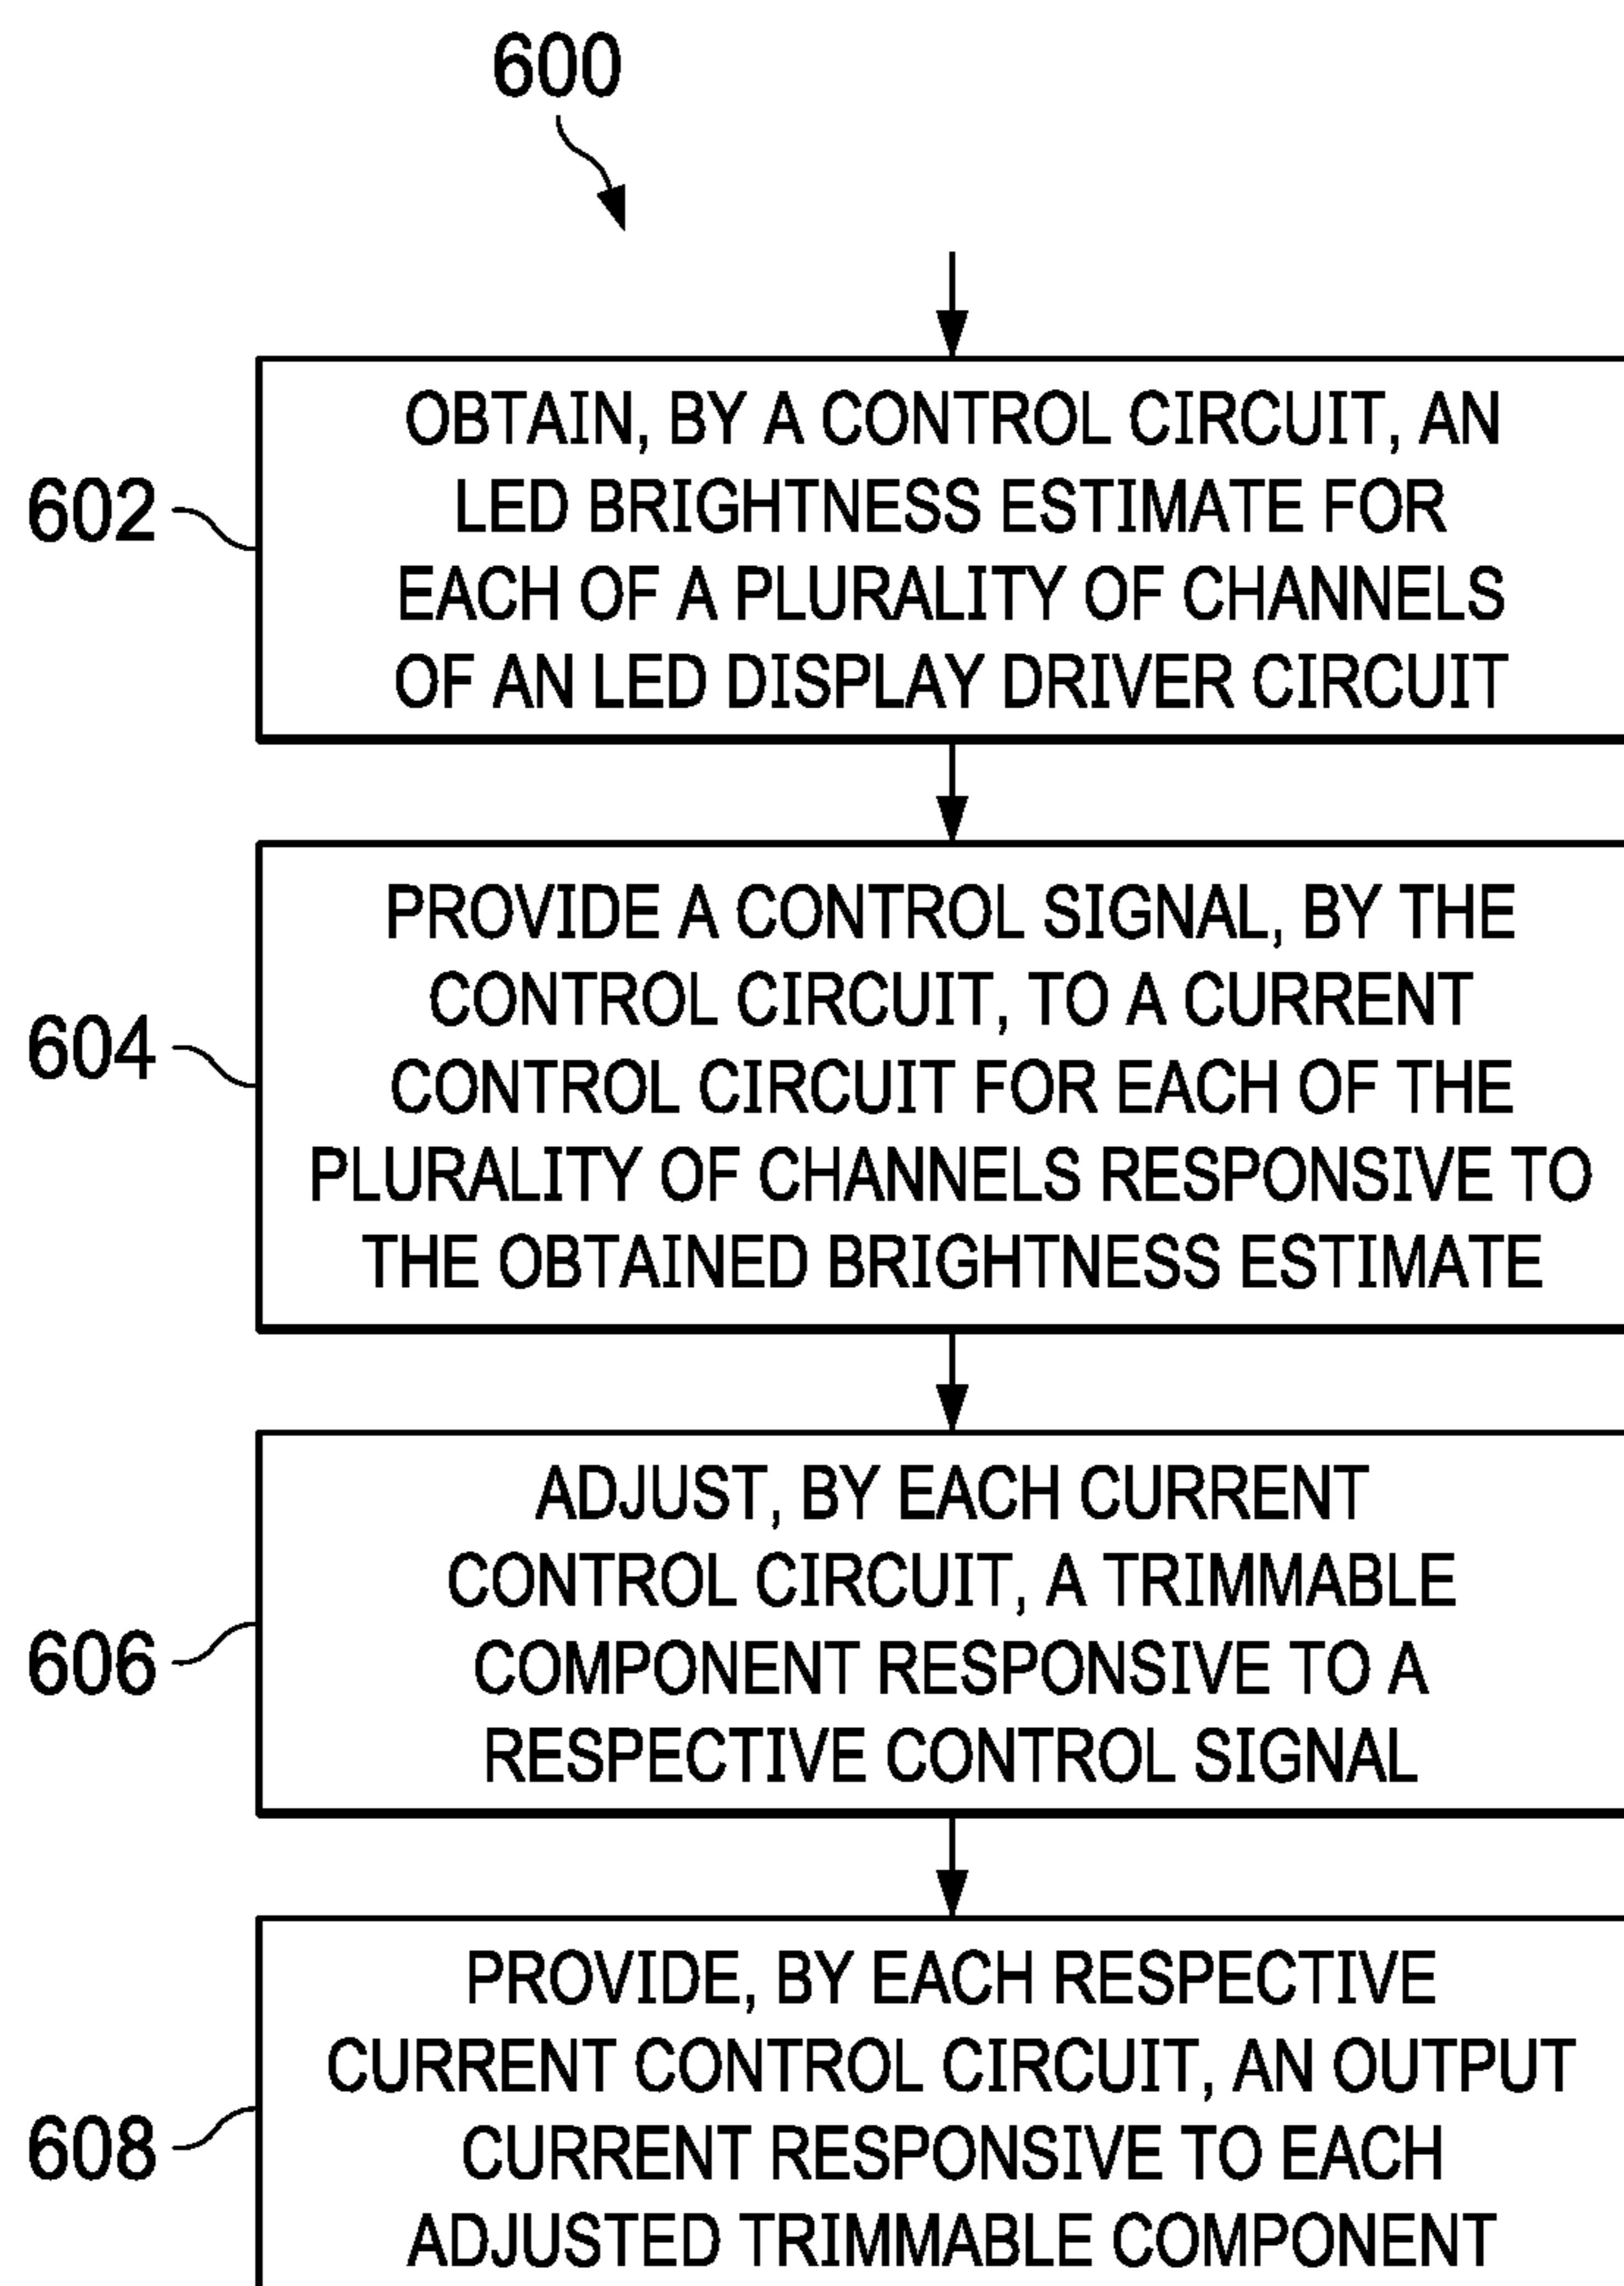 600
602
OBTAIN, BY A CONTROL CIRCUIT, AN
LED BRIGHTNESS ESTIMATE FOR
EACH OF A PLURALITY OF CHANNELS
OF AN LED DISPLAY DRIVER CIRCUIT
604
PROVIDE A CONTROL SIGNAL, BY THE
CONTROL CIRCUIT, TO A CURRENT
CONTROL CIRCUIT FOR EACH OF THE
PLURALITY OF CHANNELS RESPONSIVE TO
THE OBTAINED BRIGHTNESS ESTIMATE
606
ADJUST, BY EACH CURRENT
CONTROL CIRCUIT, A TRIMMABLE
COMPONENT RESPONSIVE TO A
RESPECTIVE CONTROL SIGNAL
608
PROVIDE, BY EACH RESPECTIVE
CURRENT CONTROL CIRCUIT, AN OUTPUT
CURRENT RESPONSIVE TO EACH
ADJUSTED TRIMMABLE COMPONENT